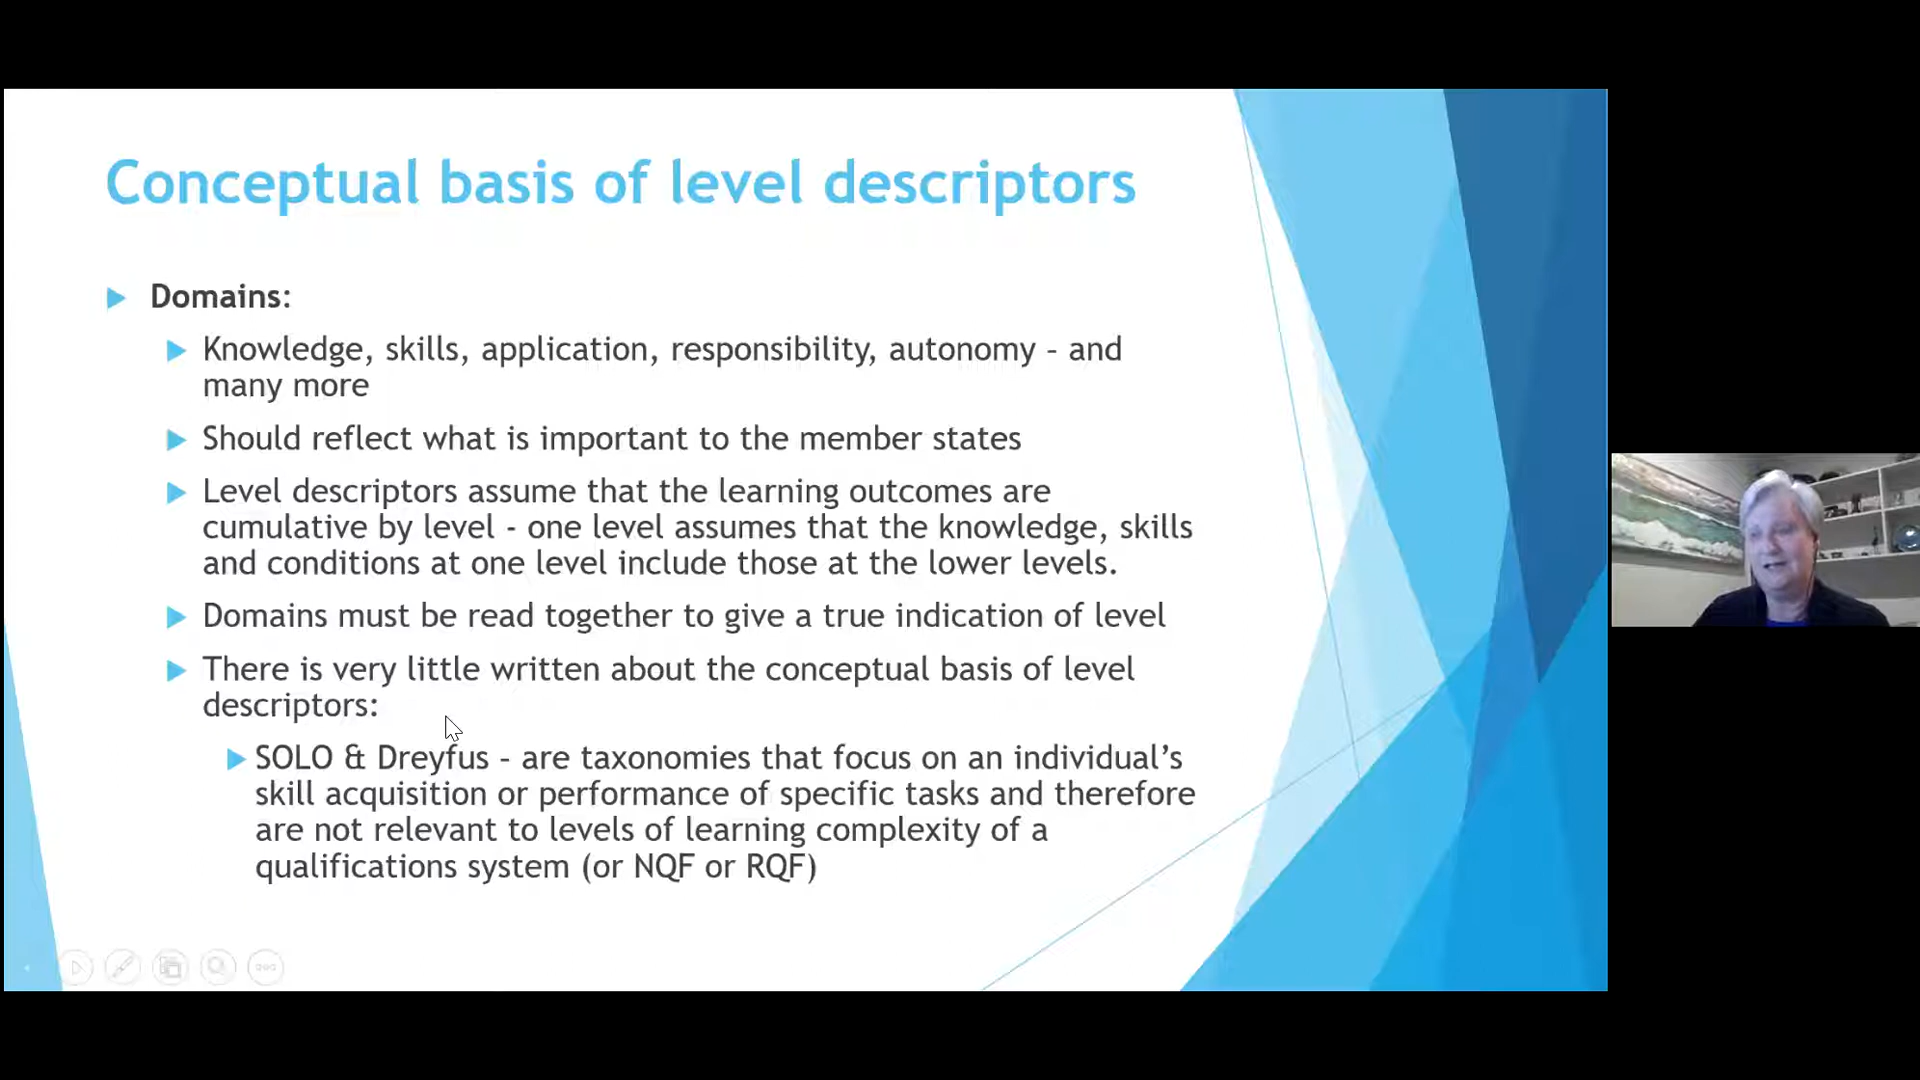 Conceptual basis of level descriptors
Domains:
Knowledge, skills, application, responsibility, autonomy – and
many more
Should reflect what is important to the member states
Level descriptors assume that the learning outcomes are
cumulative by level - one level assumes that the knowledge, skills
and conditions at one level include those at the lower levels.
Domains must be read together to give a true indication of level
There is very little written about the conceptual basis of level
descriptors:
SOLO & Dreyfus – are taxonomies that focus on an individual’s
skill acquisition or performance of specific tasks and therefore
are not relevant to levels of learning complexity of a
qualifications system (or NQF or RQF)